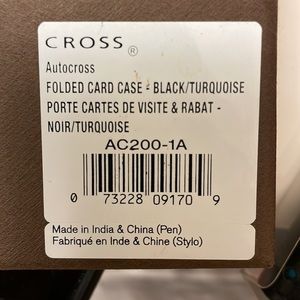 CROSS®
Autocross
FOLDED CARD CASE - BLACK/TURQUOISE
PORTE CARTES DE VISITE & RABAT -
NOIR/TURQUOISE
AC200-1A
0 73228 09170 9
Made in India & China (Pen)
Fabriqué en Inde & Chine (Stylo)